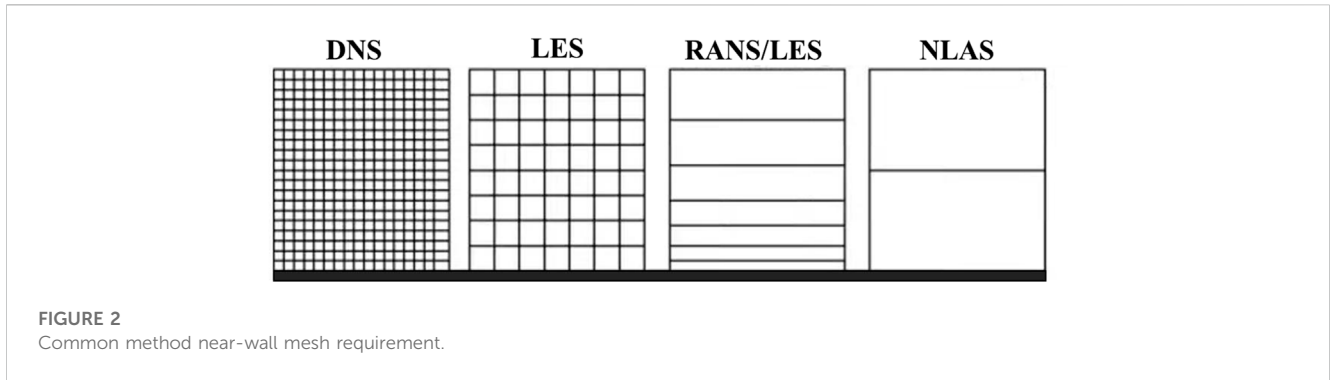 DNS LES RANS/LES NLAS
FIGURE 2
Common method near-wall mesh requirement.